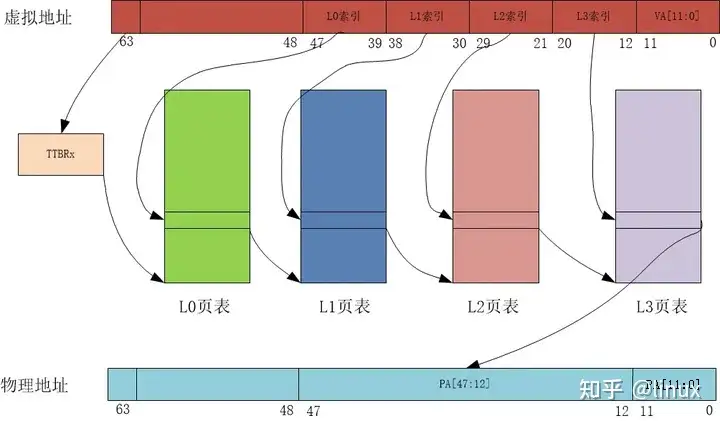 虚拟地址
L0索引 L1索引 L2索引 L3索引 VA[11:0]
63 48 47 39 38 30 29 21 20 12 11 0
TTBRx
L0页表 L1页表 L2页表 L3页表
物理地址
PA[47:12] PA[11:0]
知乎 @linux
63 48 47 12 11 0